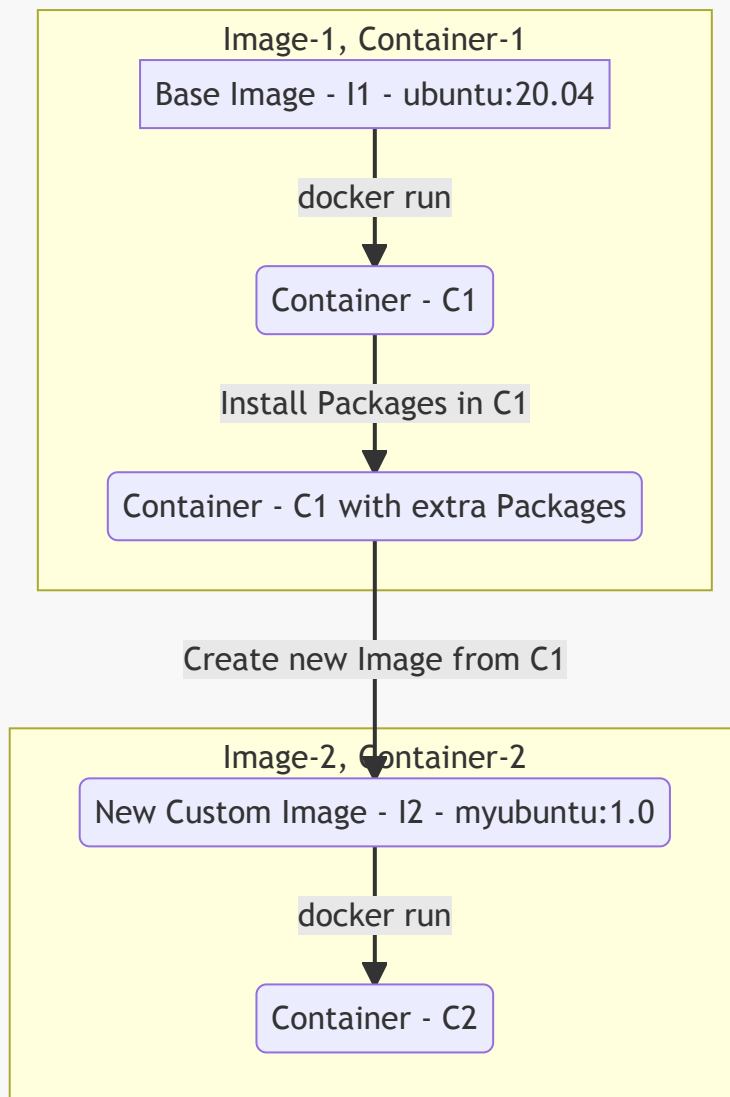 Image-1, Container-1
Base Image - I1 - ubuntu:20.04
docker run
Container - C1
Install Packages in C1
Container - C1 with extra Packages
Create new Image from C1
Image-2, Container-2
New Custom Image - I2 - myubuntu:1.0
docker run
Container - C2